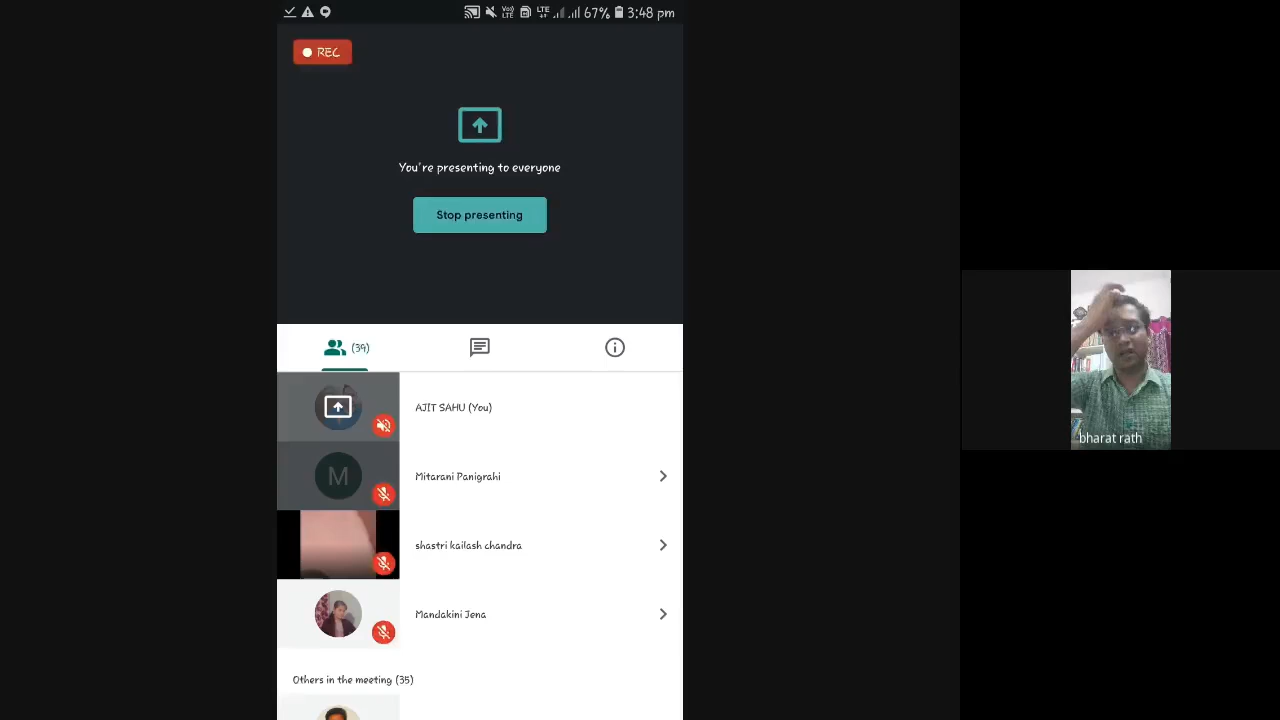 LTE 67% 3:48 pm
REC
You're presenting to everyone
Stop presenting
(39)
AJIT SAHU (You)
M
Mitarani Panigrahi
shastri kailash chandra
Mandakini Jena
Others in the meeting (35)
bharat rath